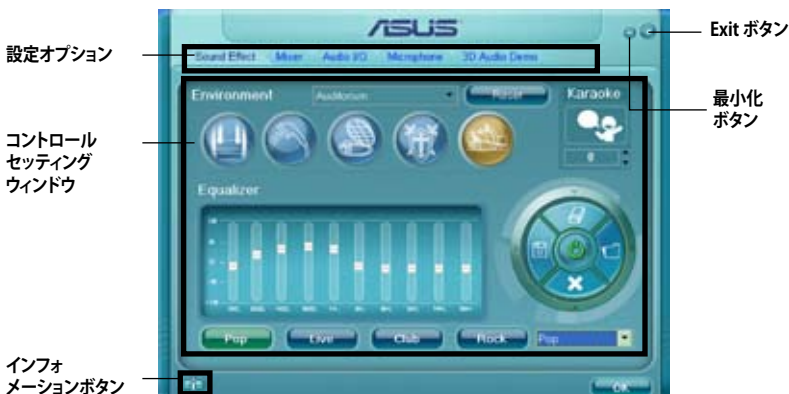 ASUS
Exit ボタン
設定オプション
Sound Effect Mixer Audio I/O Microphone 3D Audio Demo
最小化
ボタン
Environment Auditorium Reset Karaoke
コントロール
セッティング
ウィンドウ
0
Equalizer
Pop Live Club Rock Pop
インフォ
メーションボタン
OK